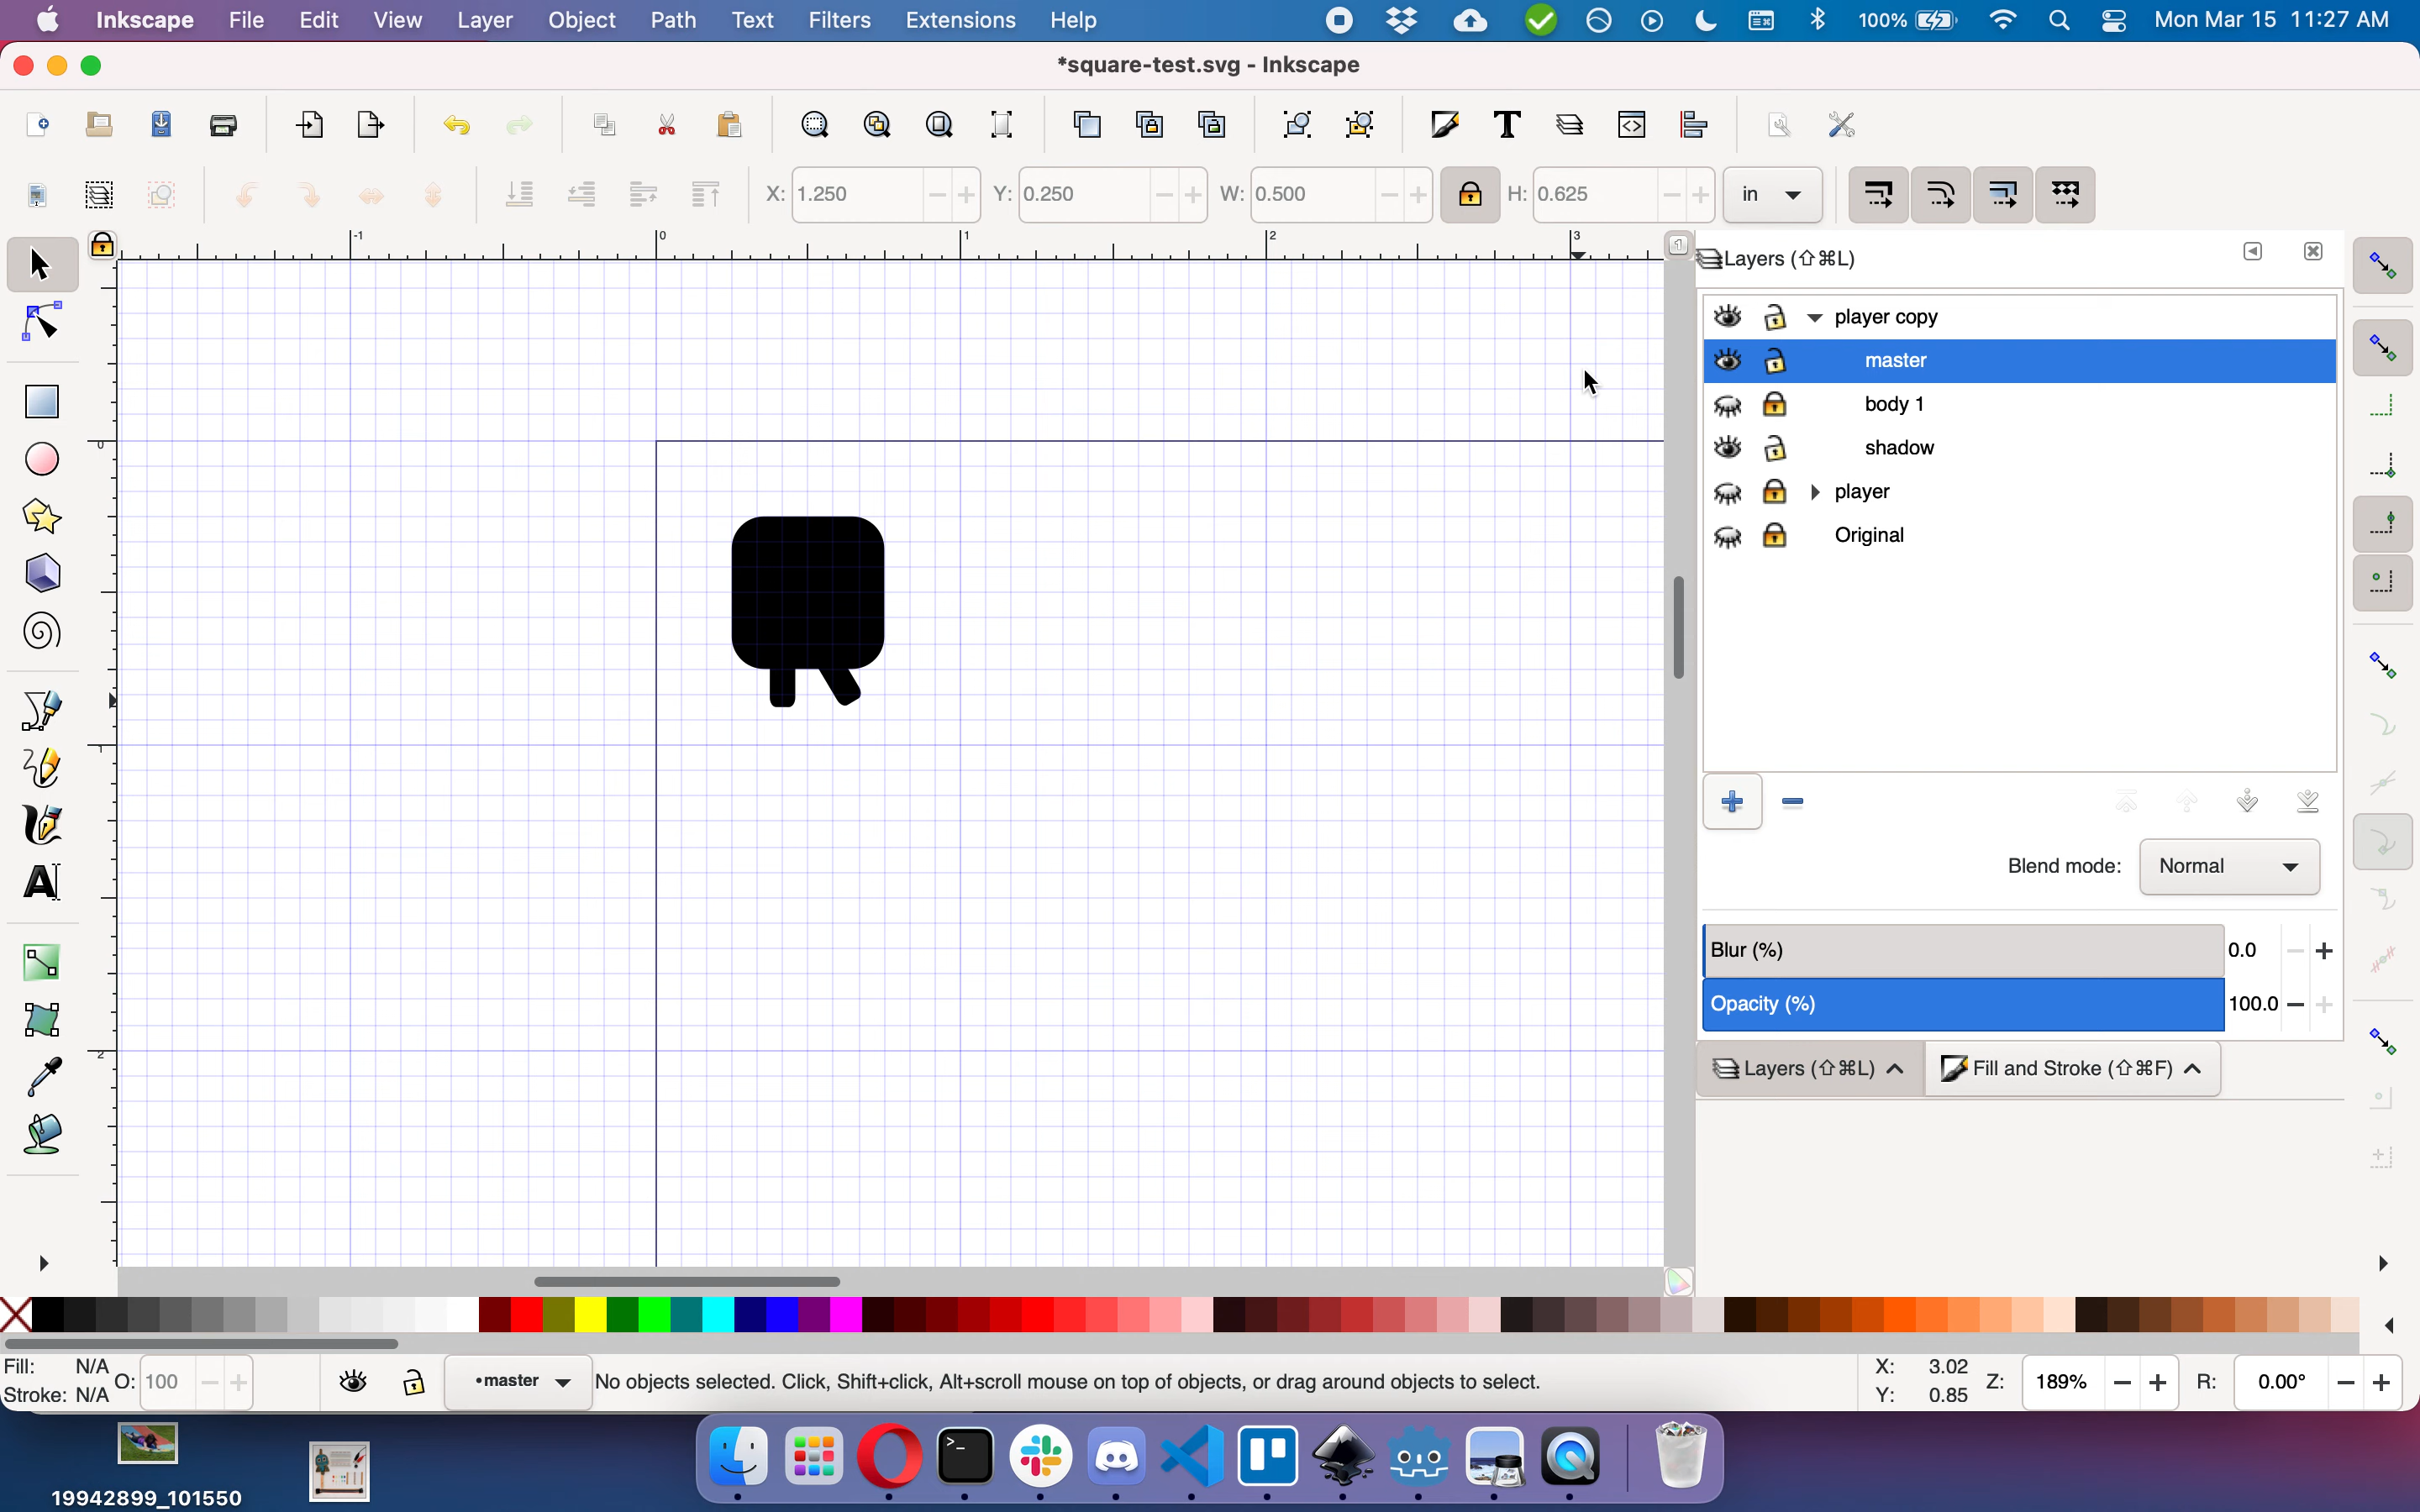 Inkscape File Edit View Layer Object Path Text Filters Extensions Help 100% Mon Mar 15 11:27 AM
*square-test.svg - Inkscape
X: 1.250 Y: 0.250 W: 0.500 H: 0.625 in
-1 0 1 2 3
1
Layers (⇧⌘L)
player copy
master
body 1
shadow
player
Original
0
1
2
Blend mode: Normal
Blur (%) 0.0
Opacity (%) 100.0
Layers (⇧⌘L) Fill and Stroke (⇧⌘F)
Fill: N/A O: 100 •master No objects selected. Click, Shift+click, Alt+scroll mouse on top of objects, or drag around objects to select. X: 3.02 Z: 189% R: 0.00°
Stroke: N/A Y: 0.85
19942899_101550